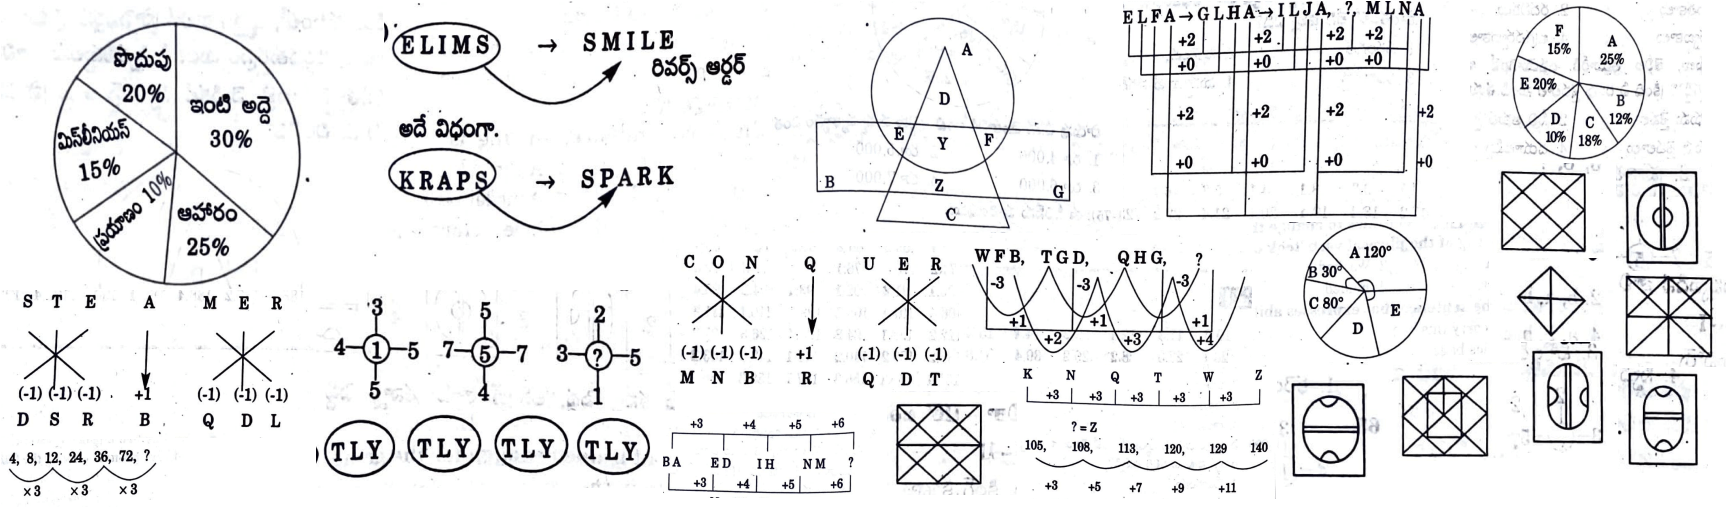 పొదుపు
20%
ఇంటి అద్దె
30%
మిస్‌లీనియస్
15%
ప్రయాణం 10%
ఆహారం
25%
ELIMS → SMILE
రివర్స్ ఆర్డర్
అదే విధంగా.
KRAPS → SPARK
A
D
E Y F
B Z G
C
ELFA→GLHA→ILJA, ?, MLNA
+2 +2 +2 +2
+0 +0 +0 +0
+2 +2 +2 +2
+0 +0 +0 +0
F
15%
A
25%
E 20%
B
12%
D
10%
C
18%
S T E A M E R
(-1) (-1) (-1) +1 (-1) (-1) (-1)
D S R B Q D L
4, 8, 12, 24, 36, 72, ?
×3 ×3 ×3
3
4 1 5
5
5
7 5 7
4
2
3 ? 5
1
TLY TLY TLY TLY
C O N Q U E R
(-1) (-1) (-1) +1 (-1) (-1) (-1)
M N B R Q D T
+3 +4 +5 +6
BA ED IH NM ?
+3 +4 +5 +6
WFB, TGD, QHG, ?
-3 -3 -3
+1 +1 +1
+2 +3 +4
K N Q T W Z
+3 +3 +3 +3 +3
? = Z
105, 108, 113, 120, 129 140
+3 +5 +7 +9 +11
A 120°
B 30°
C 80°
D
E